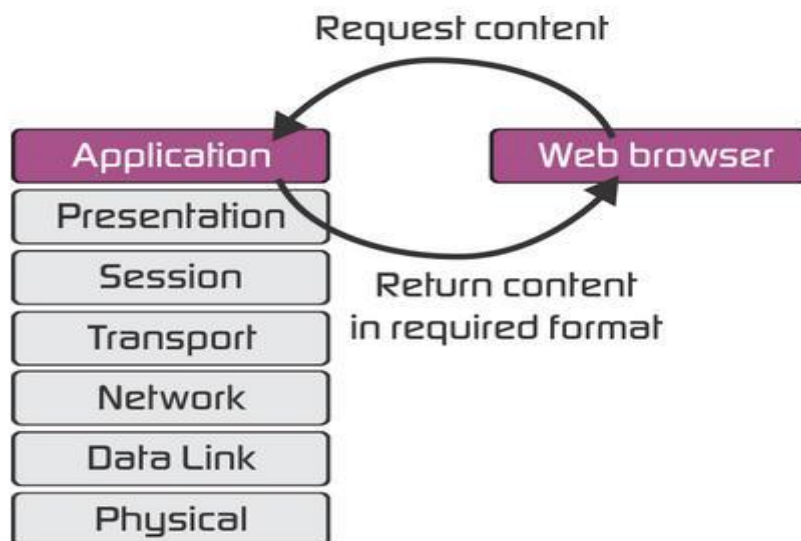 Request content
Application
Web browser
Presentation
Session
Return content
in required format
Transport
Network
Data Link
Physical